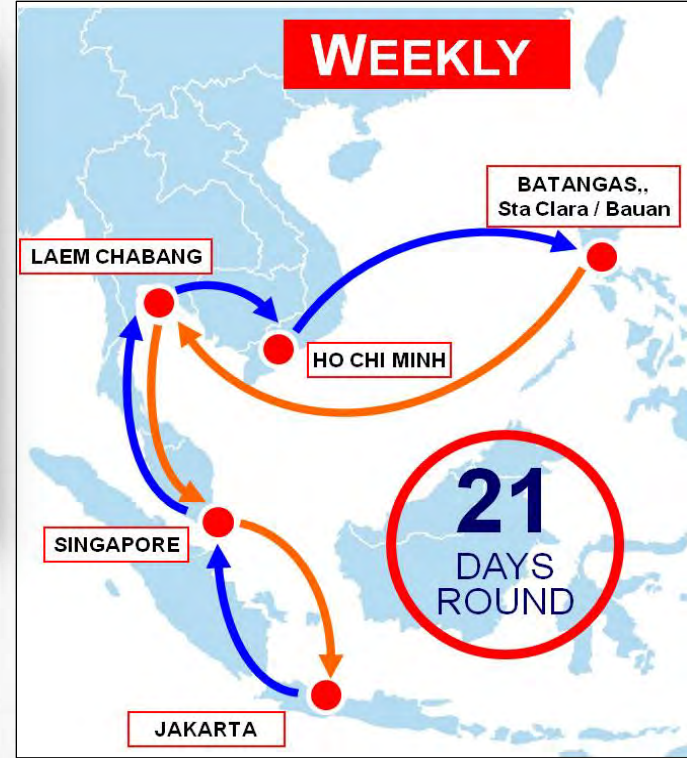 WEEKLY
BATANGAS,,
Sta Clara / Bauan
LAEM CHABANG
HO CHI MINH
21
DAYS
ROUND
SINGAPORE
JAKARTA